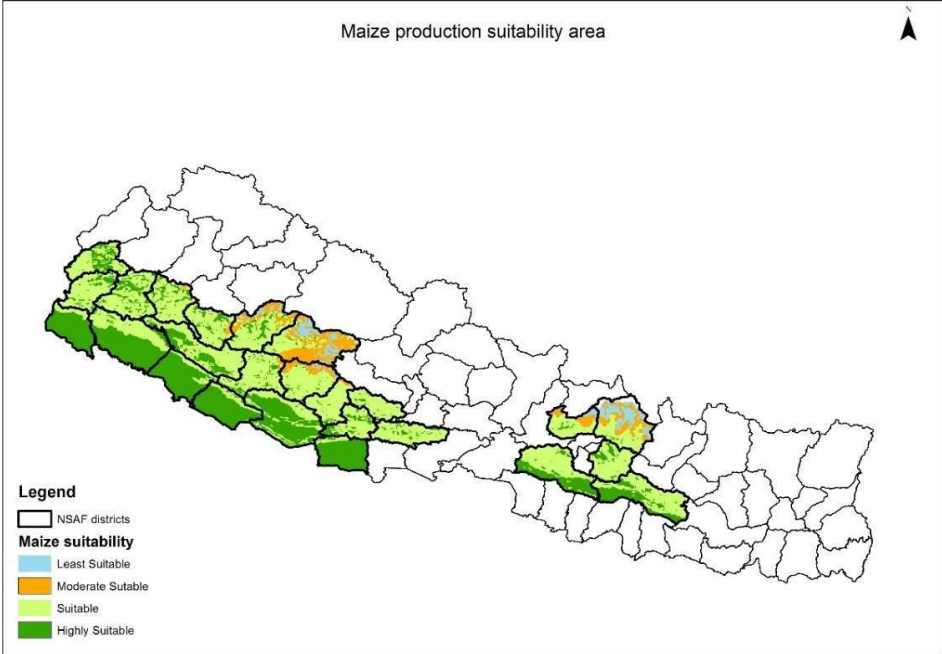 Maize production suitability area
N
Legend
NSAF districts
Maize suitability
Least Suitable
Moderate Sutable
Suitable
Highly Suitable